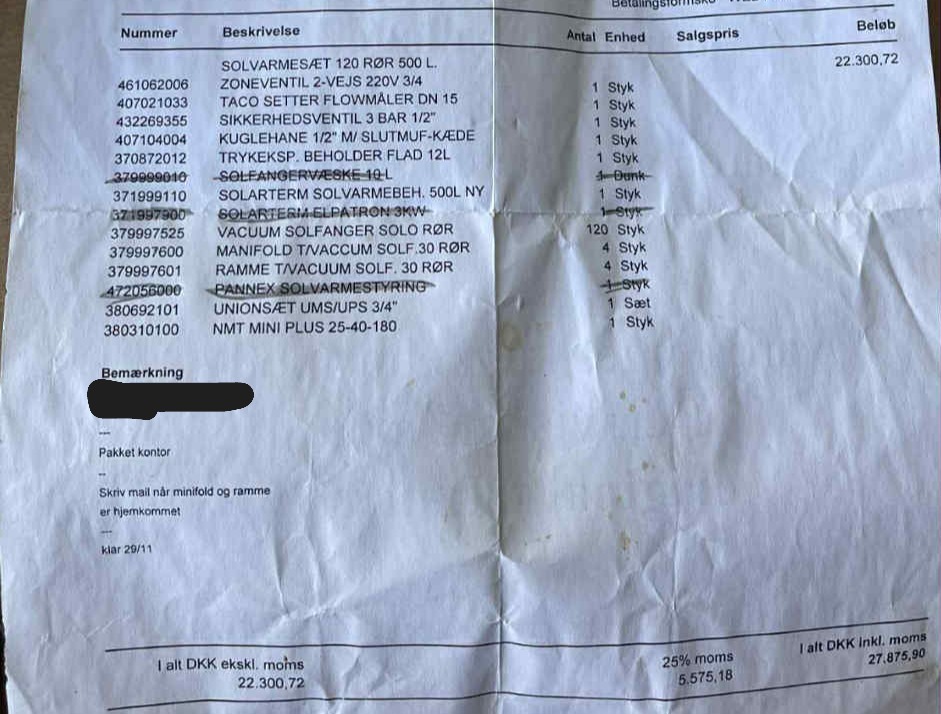 Betalingsform
Nummer Beskrivelse Antal Enhed Salgspris Beløb
SOLVARMESÆT 120 RØR 500 L. 22.300,72
461062006 ZONEVENTIL 2-VEJS 220V 3/4 1 Styk
407021033 TACO SETTER FLOWMÅLER DN 15 1 Styk
432269355 SIKKERHEDSVENTIL 3 BAR 1/2" 1 Styk
407104004 KUGLEHANE 1/2" M/ SLUTMUF-KÆDE 1 Styk
370872012 TRYKEKSP. BEHOLDER FLAD 12L 1 Styk
379999010 SOLFANGERVÆSKE 10 L 1 Dunk
371999110 SOLARTERM SOLVARMEBEH. 500L NY 1 Styk
371997900 SOLARTERM ELPATRON 3KW 1 Styk
379997525 VACUUM SOLFANGER SOLO RØR 120 Styk
379997600 MANIFOLD T/VACCUM SOLF.30 RØR 4 Styk
379997601 RAMME T/VACUUM SOLF. 30 RØR 4 Styk
472056000 PANNEX SOLVARMESTYRING 1 Styk
380692101 UNIONSÆT UMS/UPS 3/4" 1 Sæt
380310100 NMT MINI PLUS 25-40-180 1 Styk
Bemærkning
---
Pakket kontor
--
Skriv mail når minifold og ramme
er hjemkommet
---
klar 29/11
I alt DKK ekskl. moms 25% moms I alt DKK inkl. moms
22.300,72 5.575,18 27.875,90